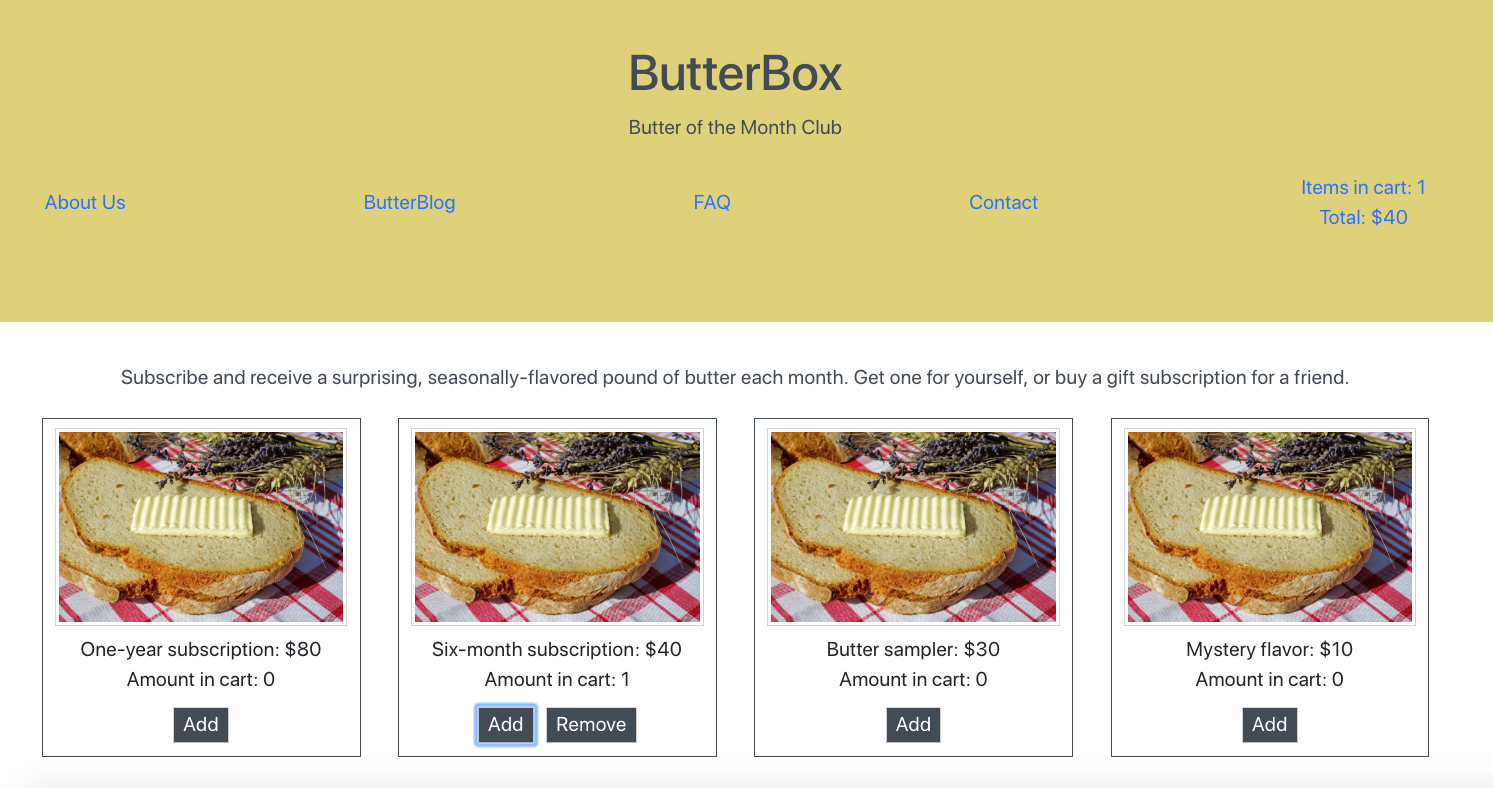 ButterBox
Butter of the Month Club
About Us
ButterBlog
FAQ
Contact
Items in cart: 1
Total: $40
Subscribe and receive a surprising, seasonally-flavored pound of butter each month. Get one for yourself, or buy a gift subscription for a friend.
One-year subscription: $80
Amount in cart: 0
Add
Six-month subscription: $40
Amount in cart: 1
Add Remove
Butter sampler: $30
Amount in cart: 0
Add
Mystery flavor: $10
Amount in cart: 0
Add